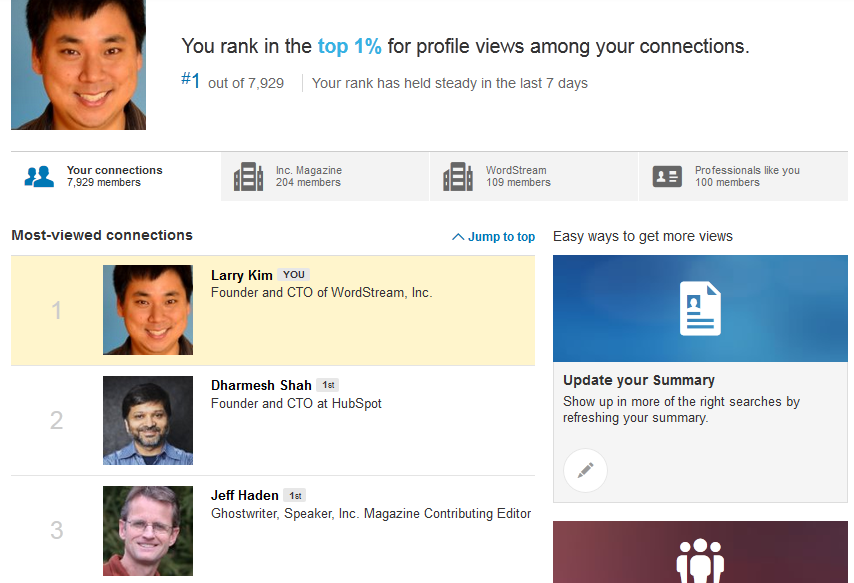 You rank in the top 1% for profile views among your connections.
#1 out of 7,929 Your rank has held steady in the last 7 days
Your connections
7,929 members
Inc. Magazine
204 members
WordStream
109 members
Professionals like you
100 members
Most-viewed connections
Jump to top
1
Larry Kim YOU
Founder and CTO of WordStream, Inc.
2
Dharmesh Shah 1st
Founder and CTO at HubSpot
3
Jeff Haden 1st
Ghostwriter, Speaker, Inc. Magazine Contributing Editor
Easy ways to get more views
Update your Summary
Show up in more of the right searches by
refreshing your summary.